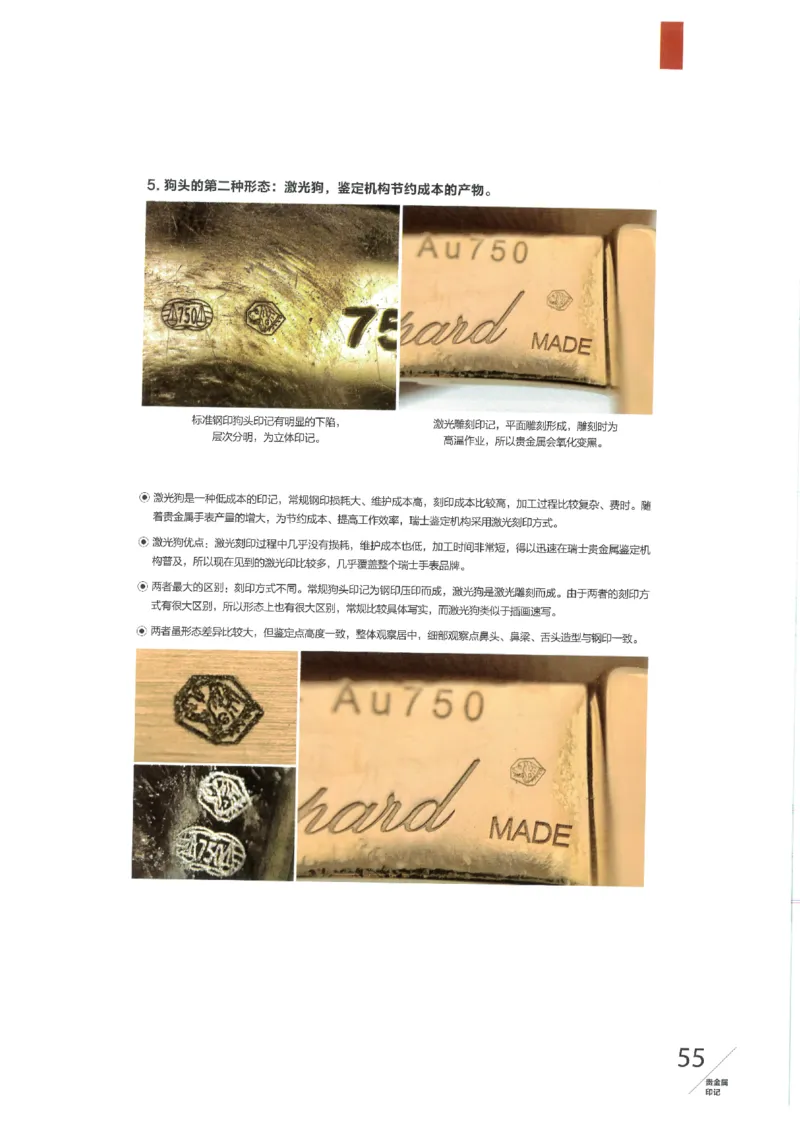 5. 狗头的第二种形态：激光狗，鉴定机构节约成本的产物。
750
75
Au750
pard
MADE
标准钢印狗头印记有明显的下陷，
层次分明，为立体印记。
激光雕刻印记，平面雕刻形成，雕刻时为
高温作业，所以贵金属会氧化变黑。
激光狗是一种低成本的印记，常规钢印损耗大、维护成本高，刻印成本比较高，加工过程比较复杂、费时。随
着贵金属手表产量的增大，为节约成本、提高工作效率，瑞士鉴定机构采用激光刻印方式。
激光狗优点：激光刻印过程中几乎没有损耗，维护成本也低，加工时间非常短，得以迅速在瑞士贵金属鉴定机
构普及，所以现在见到的激光印比较多，几乎覆盖整个瑞士手表品牌。
两者最大的区别：刻印方式不同。常规狗头印记为钢印压印而成，激光狗是激光雕刻而成。由于两者的刻印方
式有很大区别，所以形态上也有很大区别，常规比较具体写实，而激光狗类似于插画速写。
两者虽形态差异比较大，但鉴定点高度一致，整体观察居中，细部观察点鼻头、鼻梁、舌头造型与钢印一致。
750
Au750
pard
MADE
55
贵金属
印记